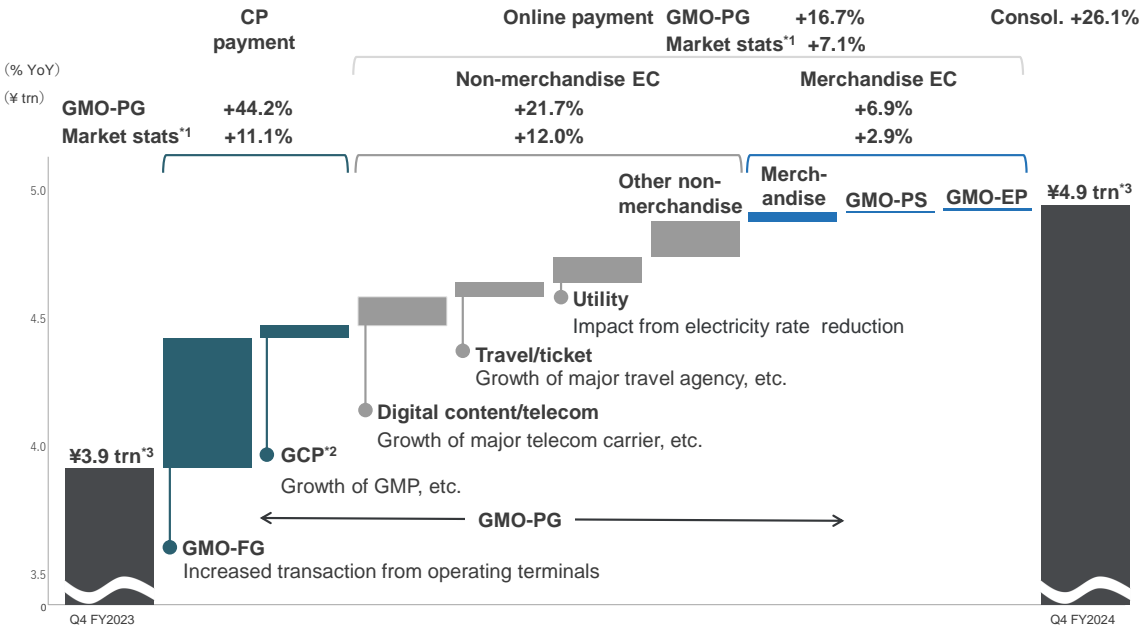 CP
payment
Online payment GMO-PG +16.7%
Market stats*1 +7.1%
Consol. +26.1%
(% YoY)
(¥ trn)
Non-merchandise EC
Merchandise EC
GMO-PG +44.2% +21.7% +6.9%
Market stats*1 +11.1% +12.0% +2.9%
5.0
4.5
4.0
3.5
0
Other non-
merchandise
Merch-
andise
GMO-PS
GMO-EP
¥4.9 trn*3
Utility
Impact from electricity rate reduction
Travel/ticket
Growth of major travel agency, etc.
Digital content/telecom
Growth of major telecom carrier, etc.
¥3.9 trn*3
GCP*2
Growth of GMP, etc.
GMO-PG
GMO-FG
Increased transaction from operating terminals
Q4 FY2023
Q4 FY2024